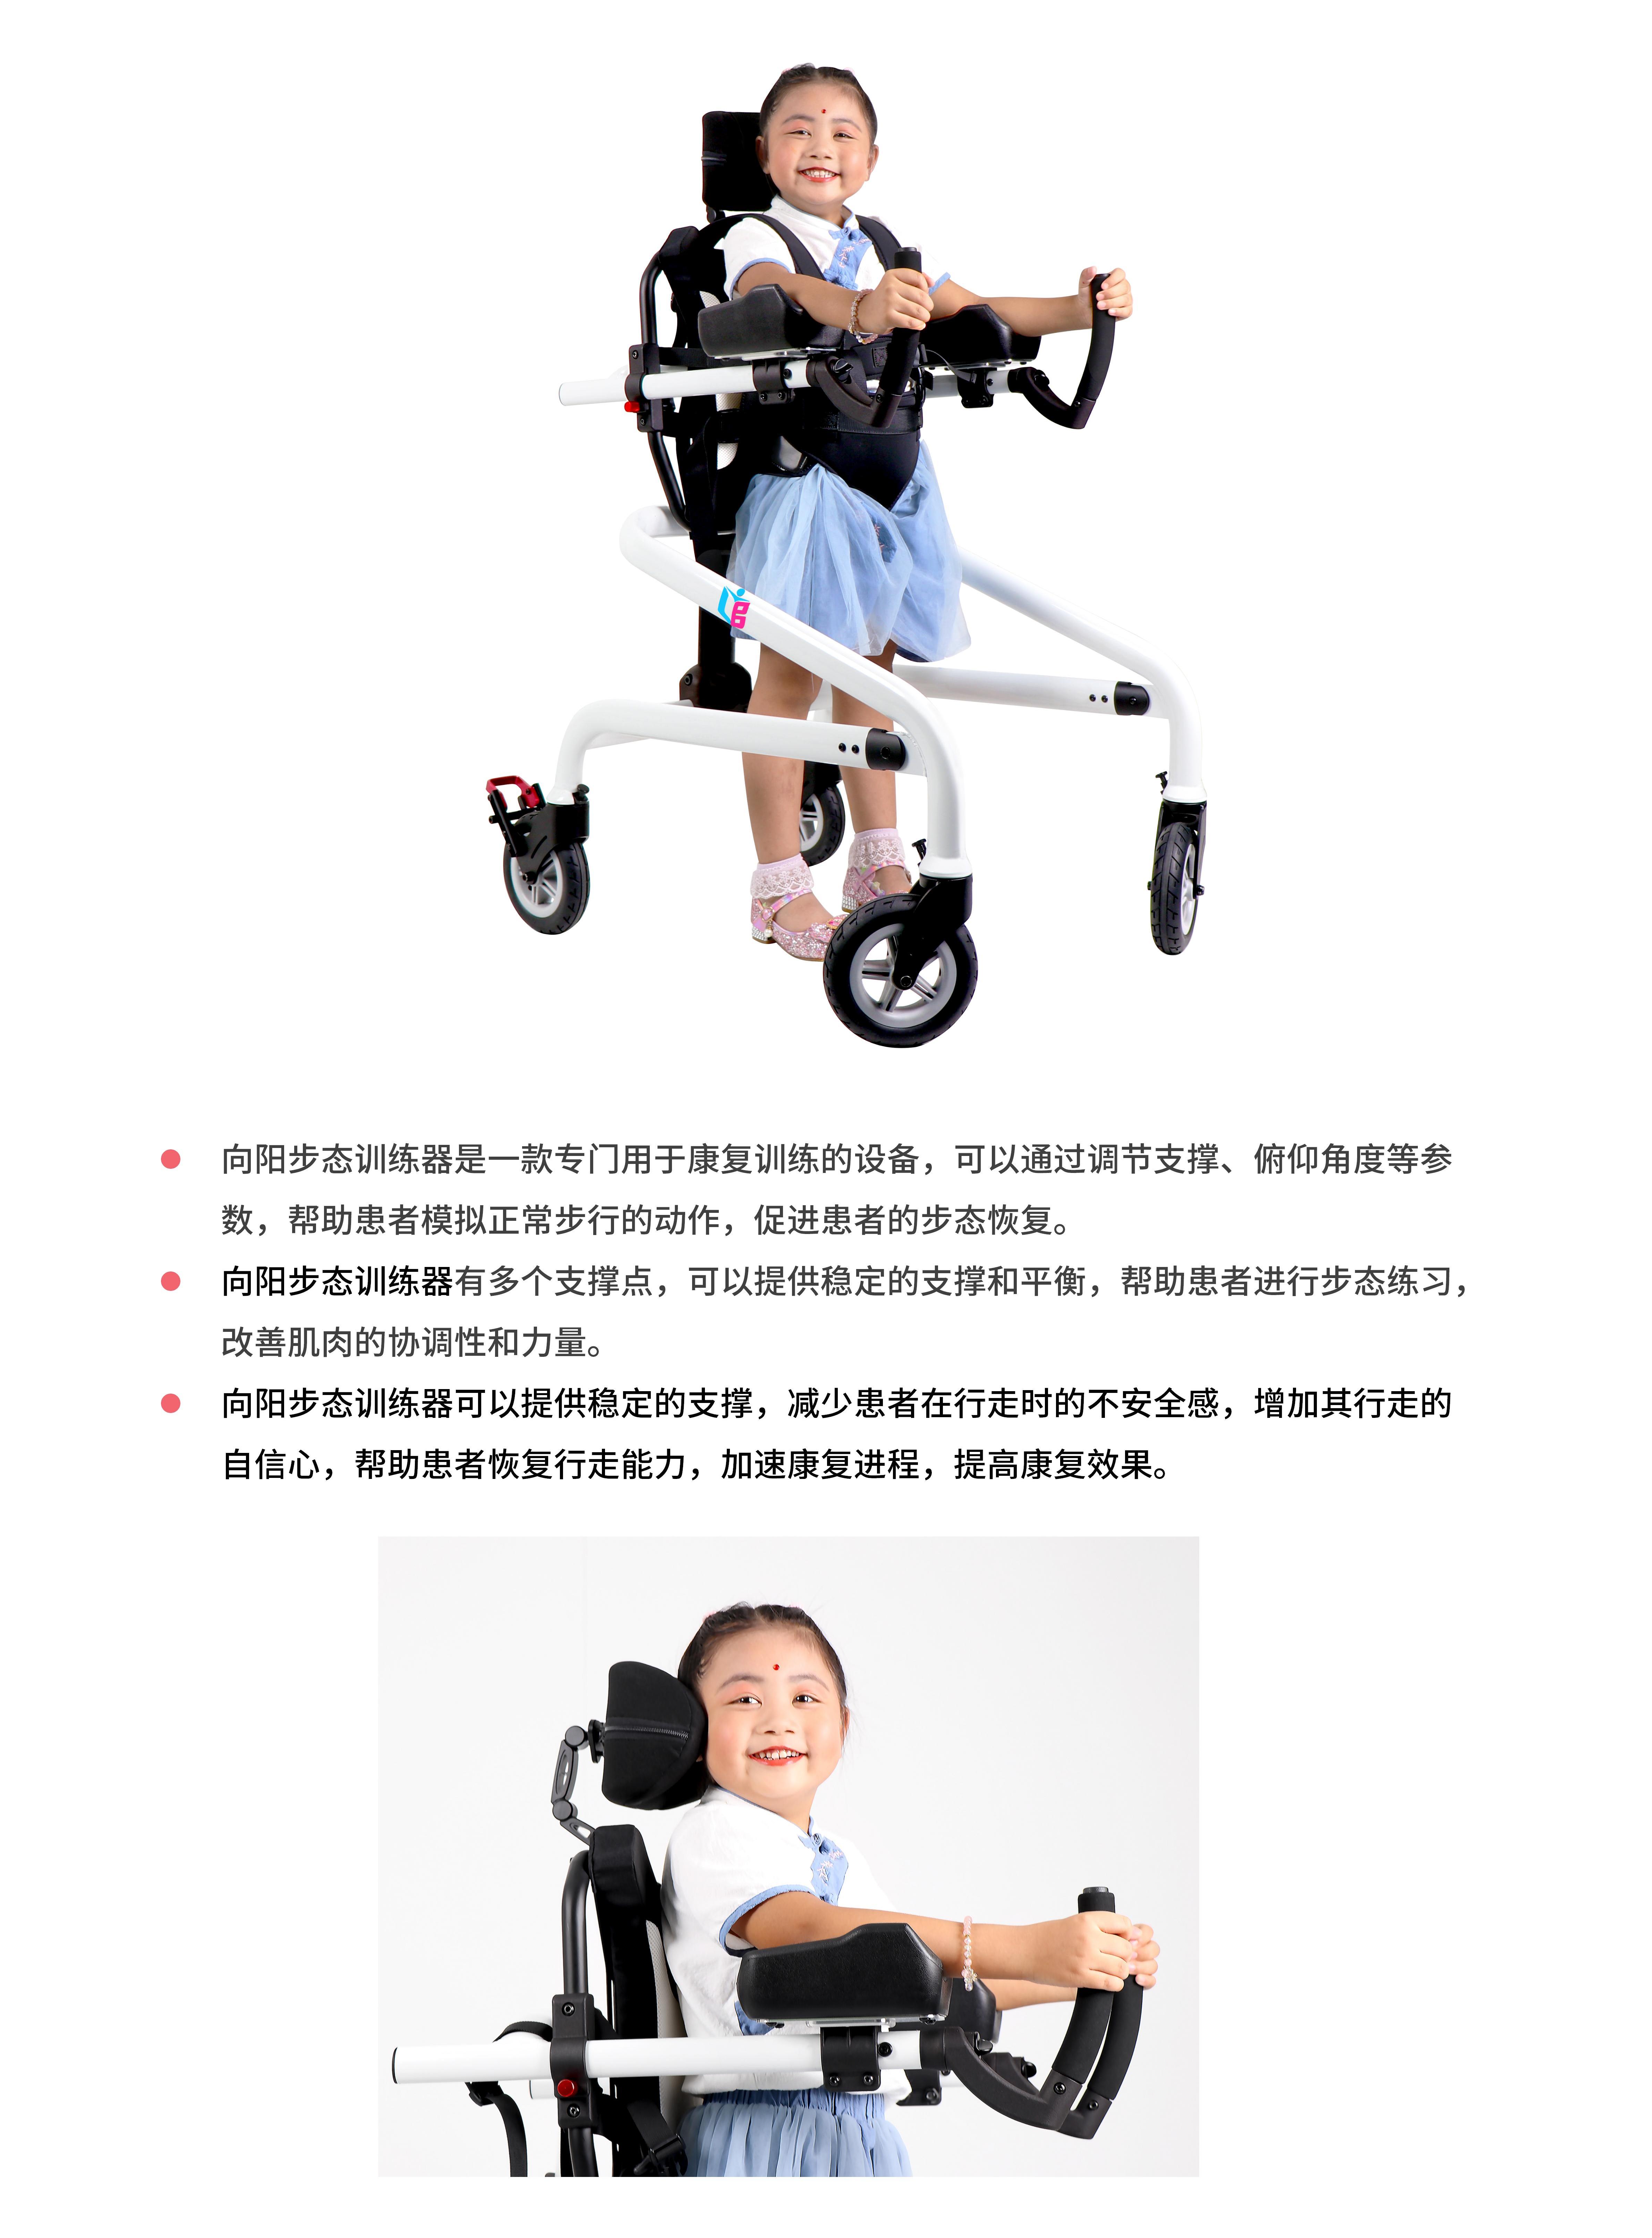 向阳步态训练器是一款专门用于康复训练的设备，可以通过调节支撑、俯仰角度等参
数，帮助患者模拟正常步行的动作，促进患者的步态恢复。
向阳步态训练器有多个支撑点，可以提供稳定的支撑和平衡，帮助患者进行步态练习，
改善肌肉的协调性和力量。
向阳步态训练器可以提供稳定的支撑，减少患者在行走时的不安全感，增加其行走的
自信心，帮助患者恢复行走能力，加速康复进程，提高康复效果。